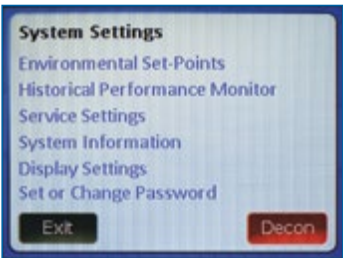 System Settings
Environmental Set-Points
Historical Performance Monitor
Service Settings
System Information
Display Settings
Set or Change Password
Exit
Decon